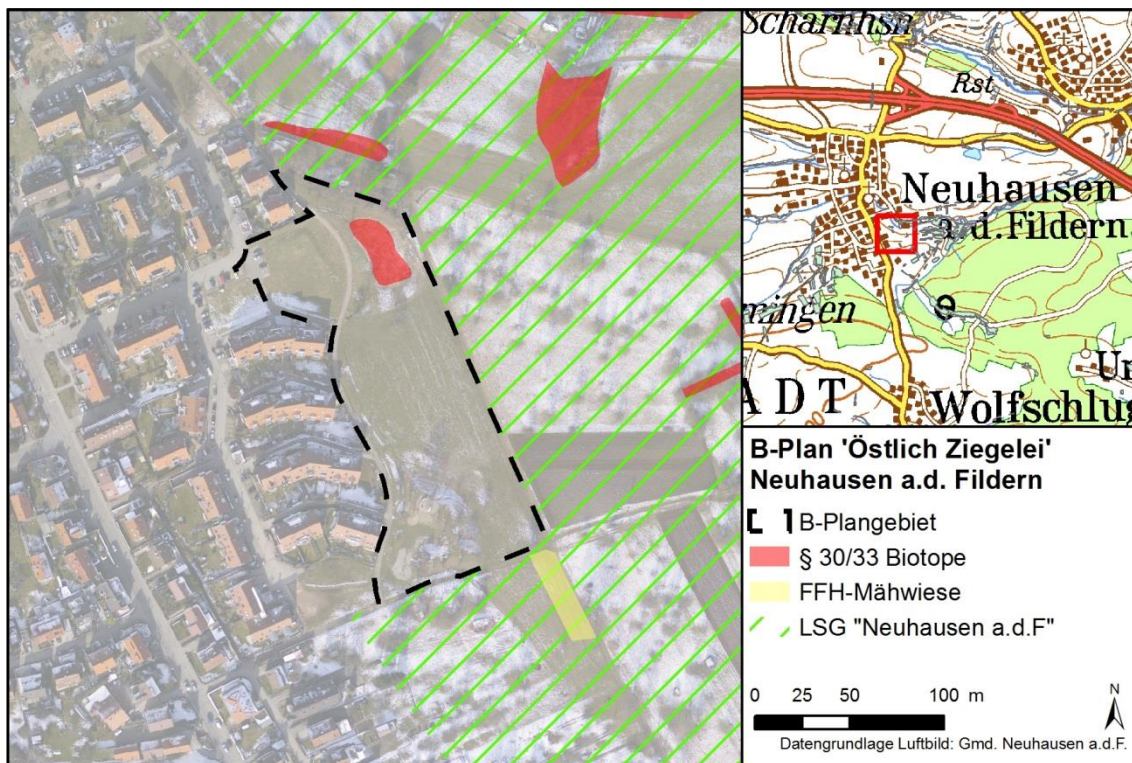 Scharnhsn
Rst
Neuhausen
a. d. Fildern
ADT
Wolfschlug
B-Plan 'Östlich Ziegelei'
Neuhausen a.d. Fildern
B-Plangebiet
§ 30/33 Biotope
FFH-Mähwiese
LSG "Neuhausen a.d.F"
0 25 50 100 m
N
Datengrundlage Luftbild: Gmd. Neuhausen a.d.F.